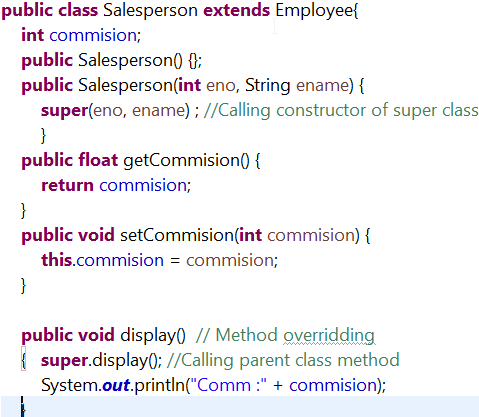 public class Salesperson extends Employee{
int commision;
public Salesperson() {};
public Salesperson(int eno, String ename) {
super(eno, ename) ; //Calling constructor of super class
}
public float getCommision() {
return commision;
}
public void setCommision(int commision) {
this.commision = commision;
}
public void display() // Method overridding
{ super.display(); //Calling parent class method
System.out.println("Comm :" + commision);
}